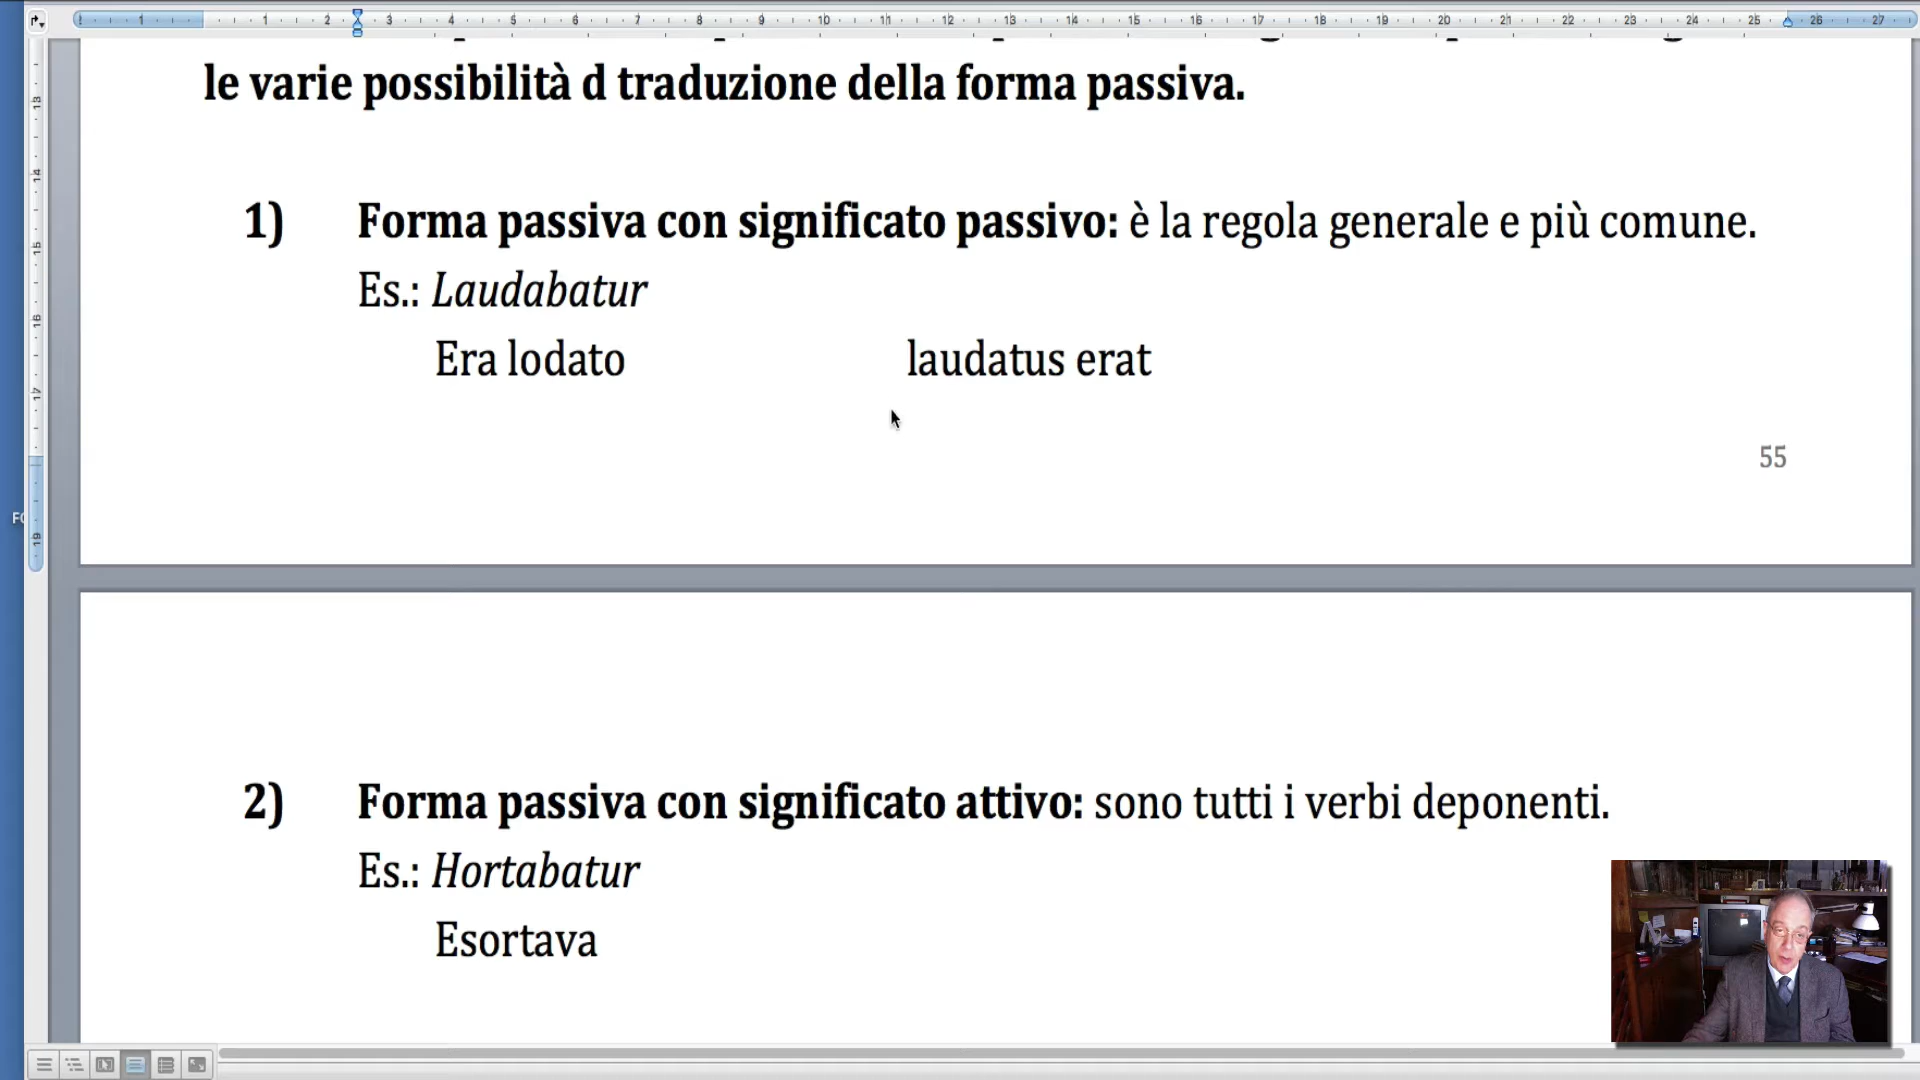 le varie possibilità d traduzione della forma passiva.
1) Forma passiva con significato passivo: è la regola generale e più comune.
Es.: Laudabatur
Era lodato laudatus erat
55
2) Forma passiva con significato attivo: sono tutti i verbi deponenti.
Es.: Hortabatur
Esortava